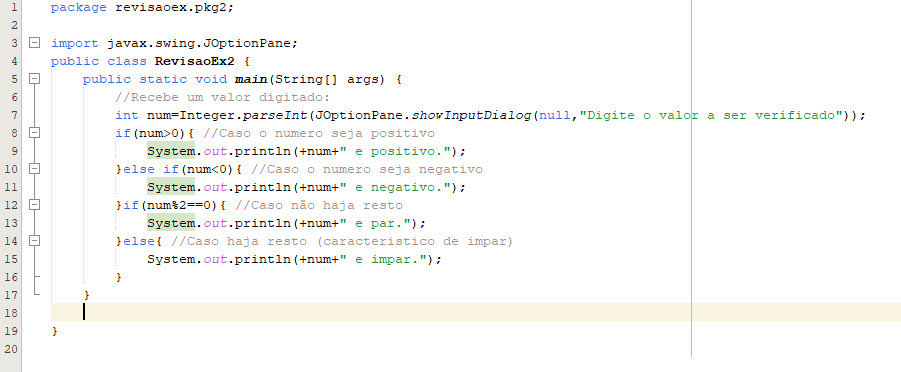 1 package revisaoex.pkg2;
2
3 import javax.swing.JOptionPane;
4 public class RevisaoEx2 {
5     public static void main(String[] args) {
6         //Recebe um valor digitado:
7         int num=Integer.parseInt(JOptionPane.showInputDialog(null,"Digite o valor a ser verificado"));
8         if(num>0){ //Caso o numero seja positivo
9             System.out.println(+num+" e positivo.");
10         }else if(num<0){ //Caso o numero seja negativo
11             System.out.println(+num+" e negativo.");
12         }if(num%2==0){ //Caso não haja resto
13             System.out.println(+num+" e par.");
14         }else{ //Caso haja resto (caracteristico de impar)
15             System.out.println(+num+" e impar.");
16         }
17     }
18
19 }
20